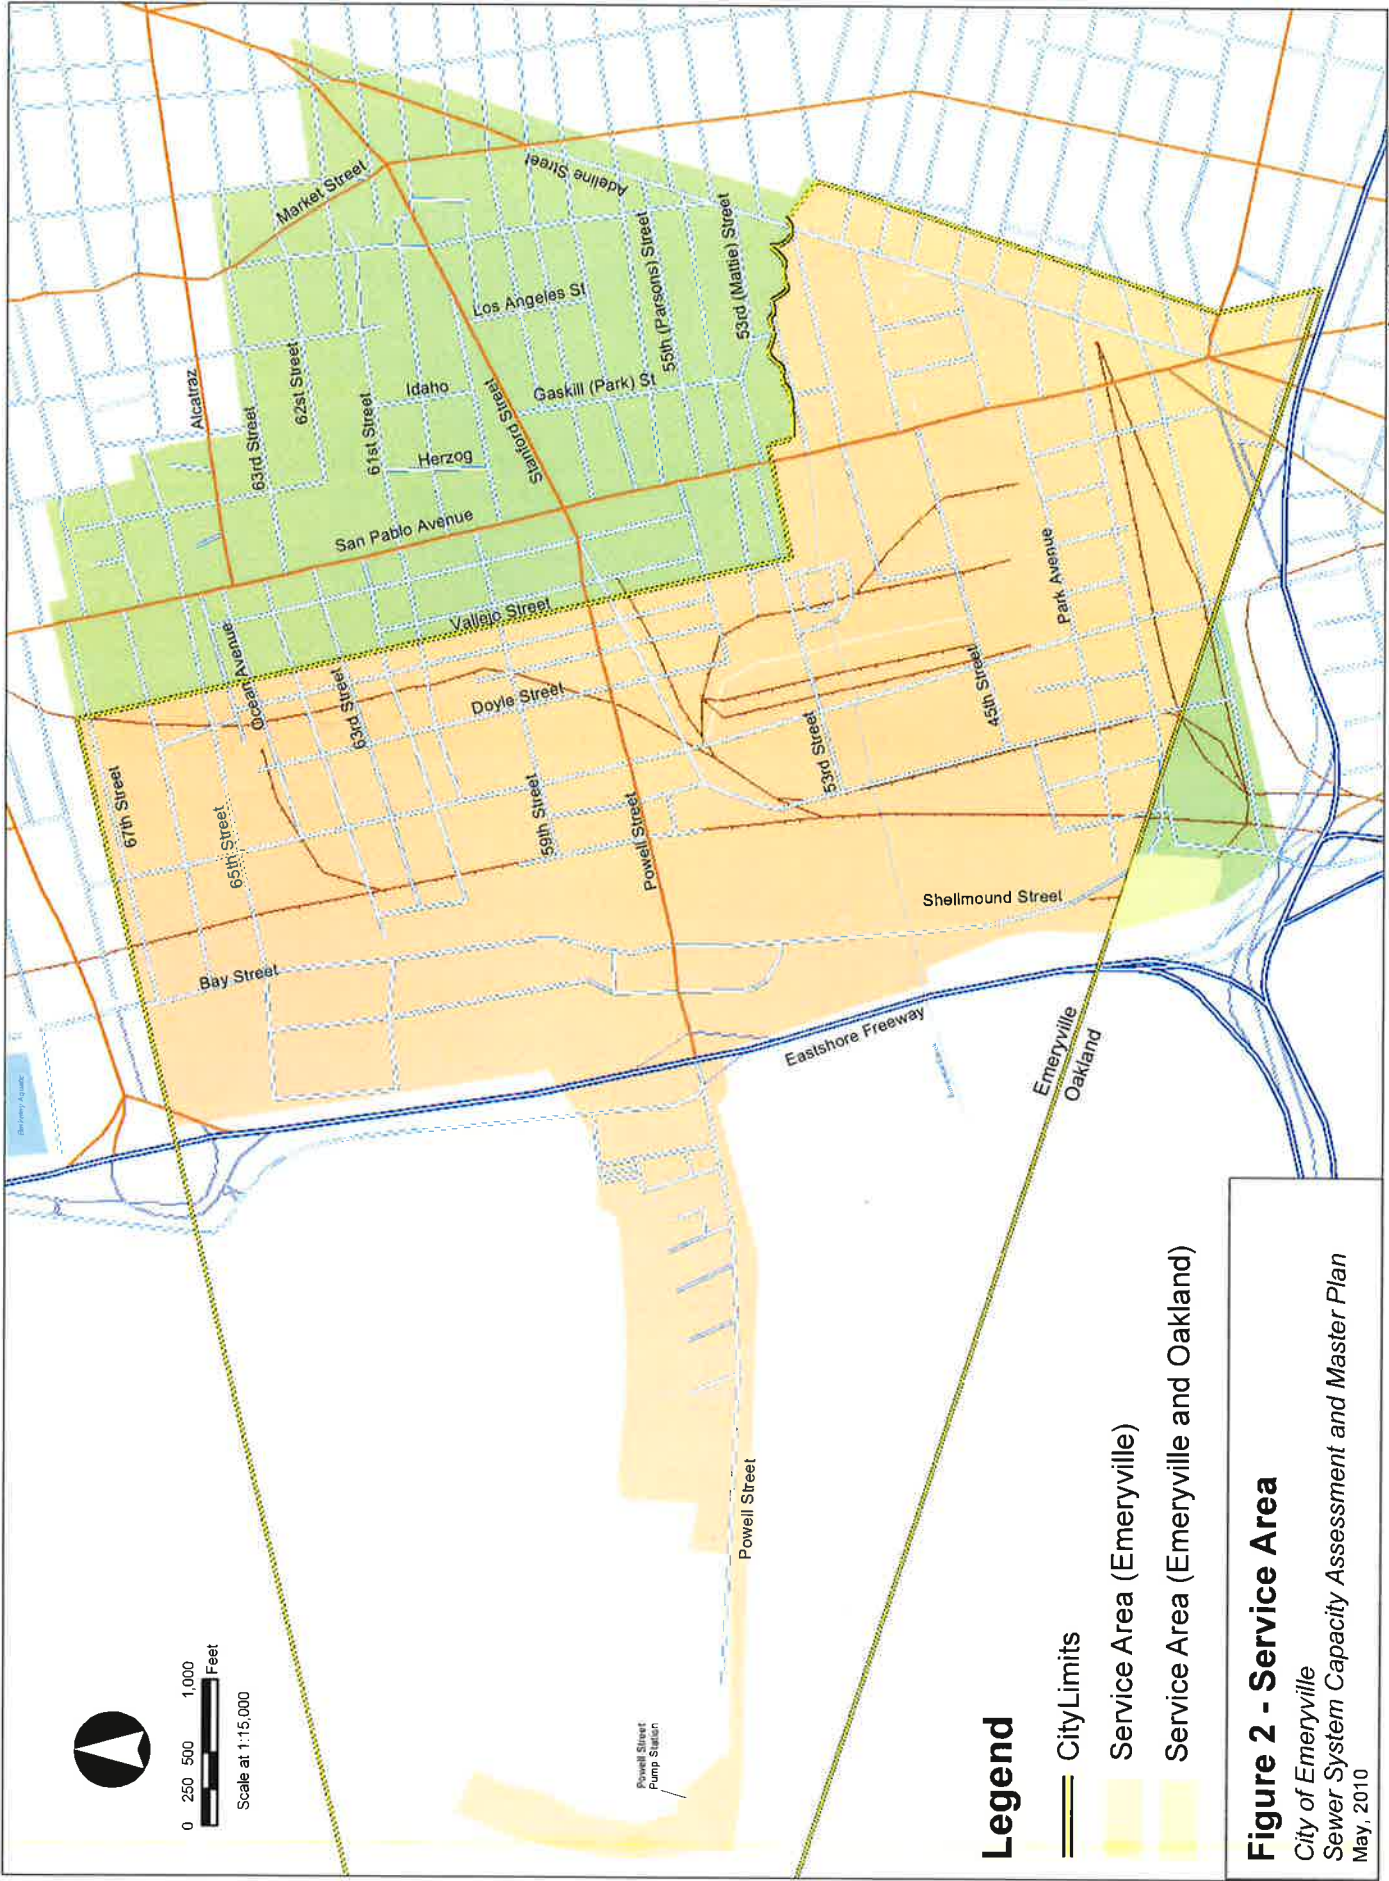 Alcatraz
Market Street
63rd Street
62st Street
61st Street
Idaho
Herzog
San Pablo Avenue
Stanford Street
Los Angeles St
Gaskill (Park) St
Adeline Street
55th (Parsons) Street
53rd (Mattie) Street
Vallejo Street
Ocean Avenue
63rd Street
Doyle Street
67th Street
65th Street
59th Street
Powell Street
53rd Street
45th Street
Park Avenue
Bay Street
Shellmound Street
Eastshore Freeway
Emeryville
Oakland
Powell Street
Powell Street
Pump Station
0 250 500 1,000
Feet
Scale at 1:15,000
Legend
CityLimits
Service Area (Emeryville)
Service Area (Emeryville and Oakland)
Figure 2 - Service Area
City of Emeryville
Sewer System Capacity Assessment and Master Plan
May, 2010